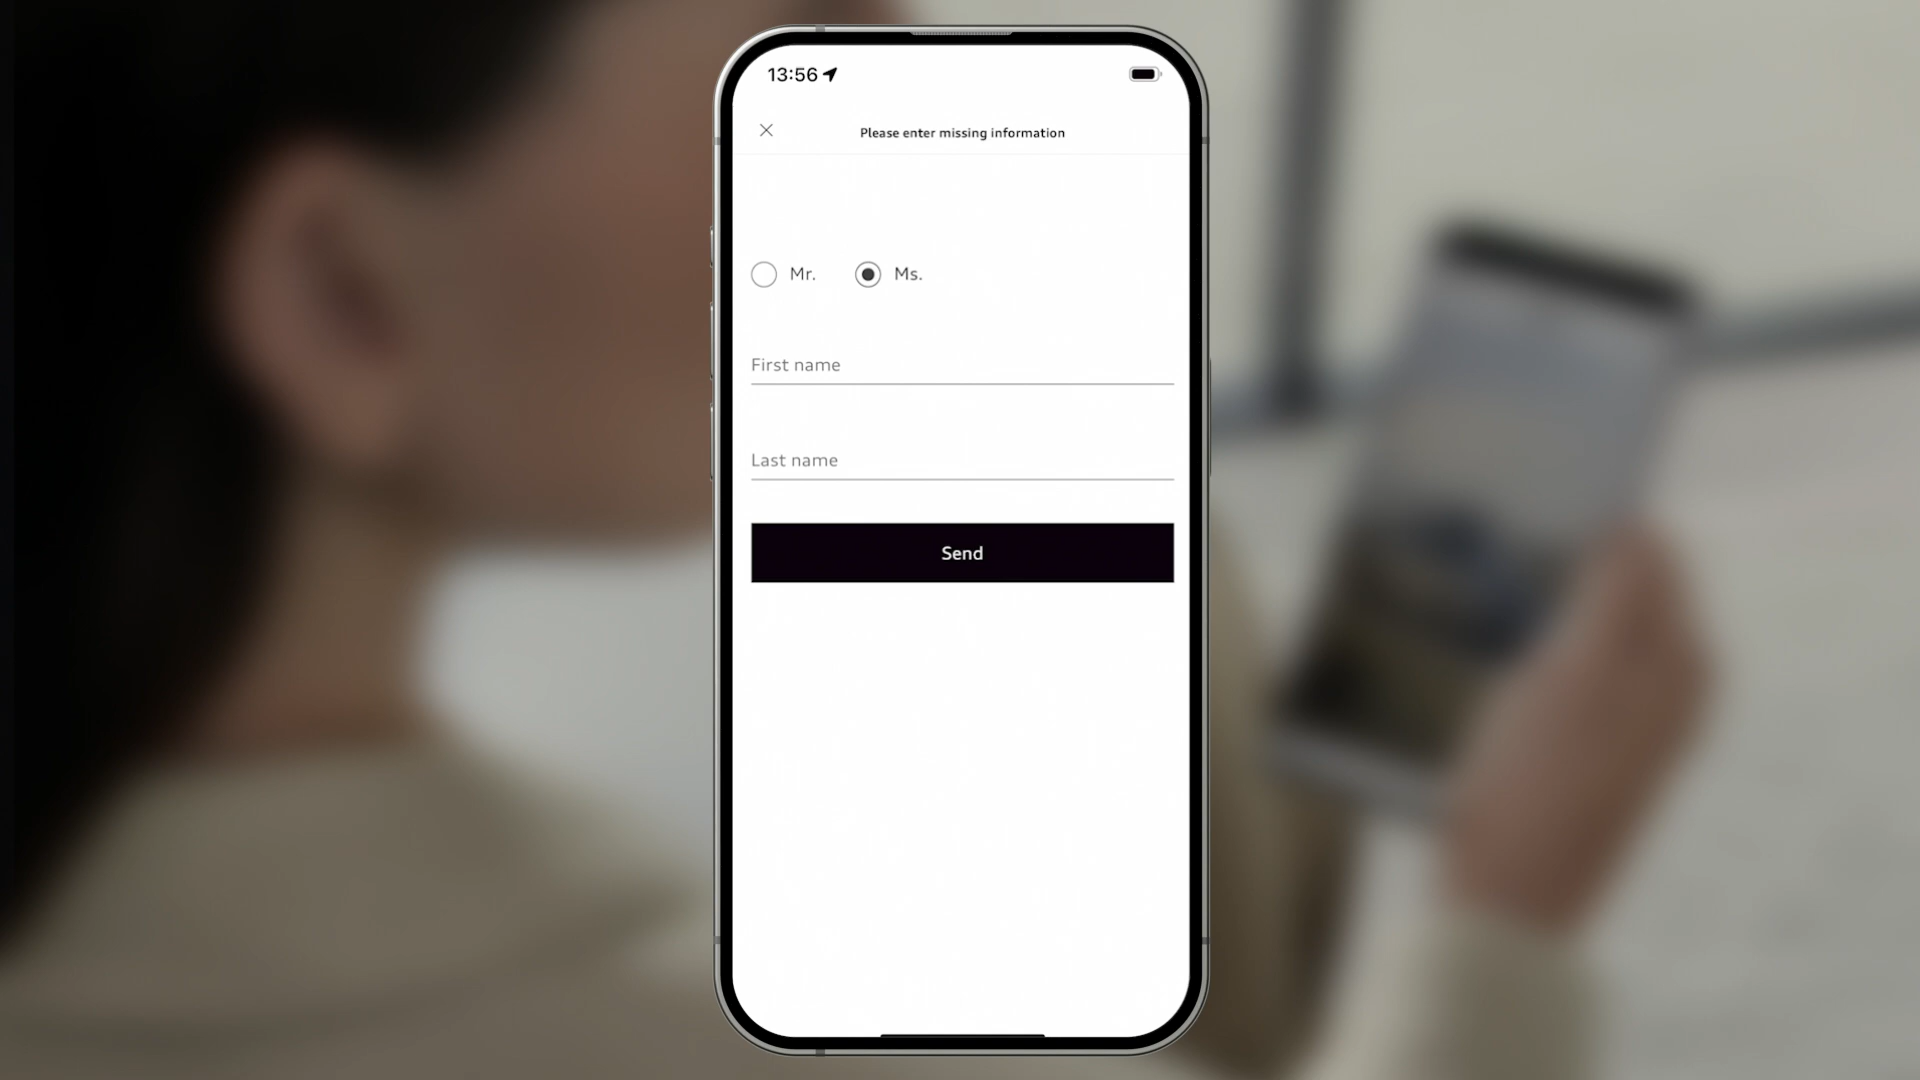 13:56
Please enter missing information
Mr. Ms.
First name
Last name
Send